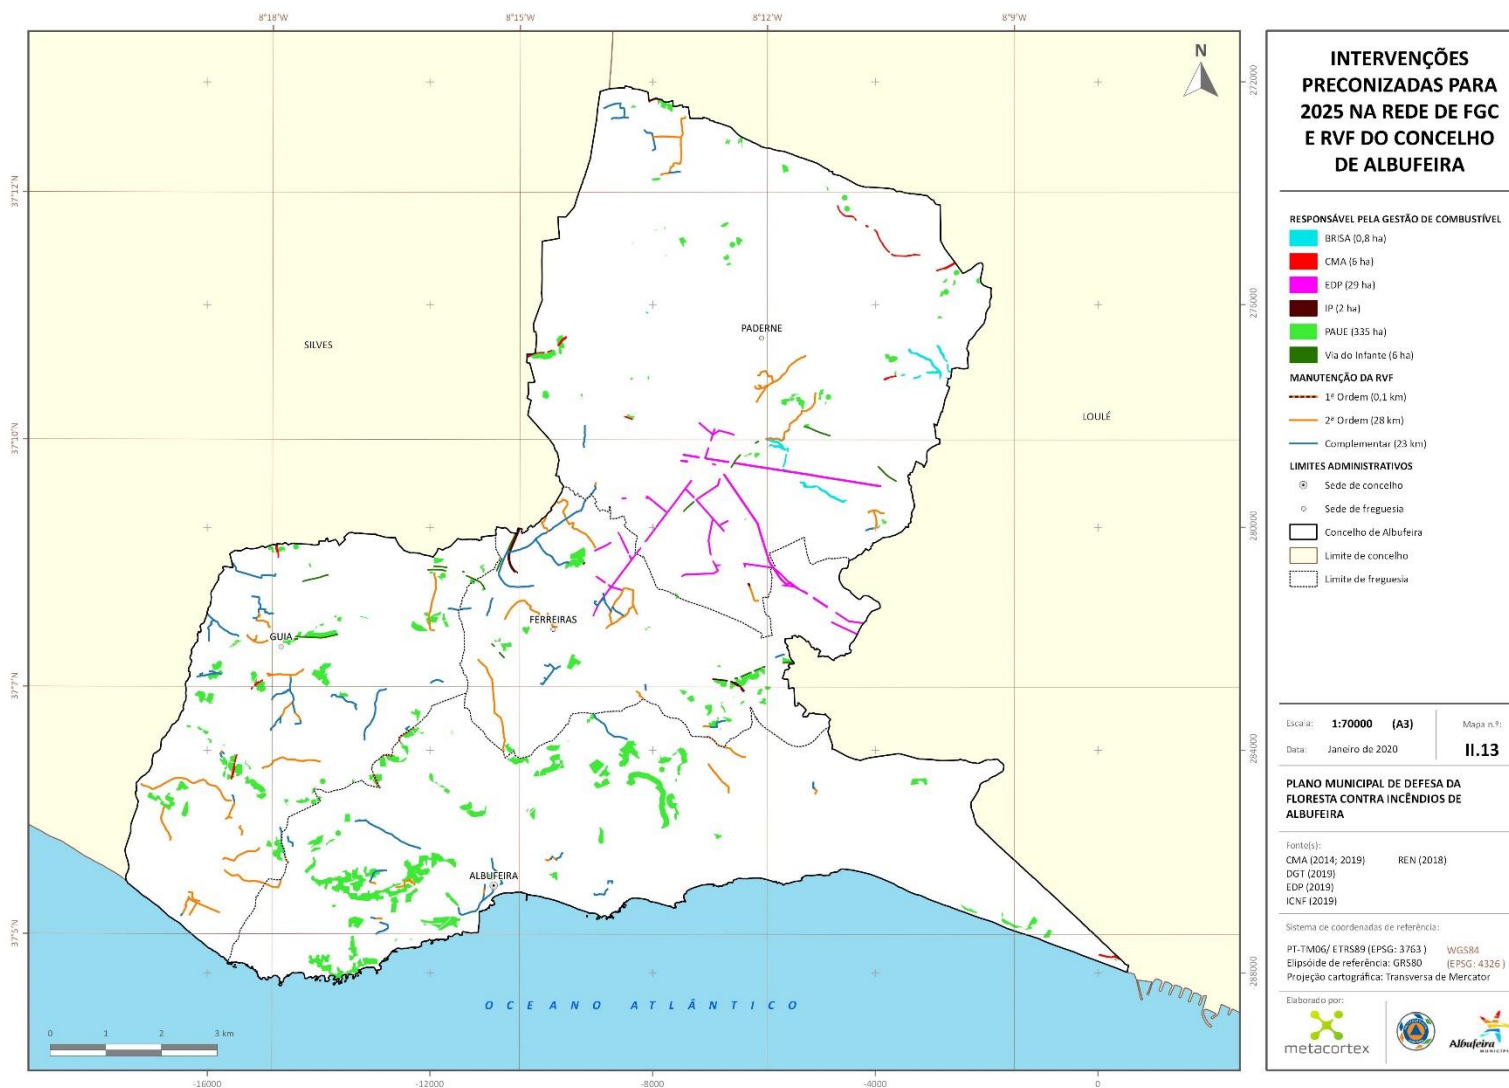 8°18'W
8°15'W
8°12'W
8°9'W
INTERVENÇÕES
PRECONIZADAS PARA
2025 NA REDE DE FGC
E RVF DO CONCELHO
DE ALBUFEIRA
RESPONSÁVEL PELA GESTÃO DE COMBUSTÍVEL
BRISA (0,8 ha)
CMA (6 ha)
EDP (29 ha)
IP (2 ha)
PAUE (335 ha)
Via do Infante (6 ha)
MANUTENÇÃO DA RVF
1ª Ordem (0,1 km)
2ª Ordem (28 km)
Complementar (23 km)
LIMITES ADMINISTRATIVOS
Sede de concelho
Sede de freguesia
Concelho de Albufeira
Limite de concelho
Limite de freguesia
Escala: 1:70000 (A3)
Mapa n.º:
Data: Janeiro de 2020
II.13
PLANO MUNICIPAL DE DEFESA DA
FLORESTA CONTRA INCÊNDIOS DE
ALBUFEIRA
Fonte(s):
CMA (2014; 2019) REN (2018)
DGT (2019)
EDP (2019)
ICNF (2019)
Sistema de coordenadas de referência:
PT-TM06/ ETRS89 (EPSG: 3763 ) WGS84
Elipsóide de referência: GRS80 (EPSG: 4326 )
Projeção cartográfica: Transversa de Mercator
Elaborado por:
metacortex
Albufeira
MUNICÍPIO
N
SILVES
PADERNE
LOULÉ
FERREIRAS
GUIA
ALBUFEIRA
OCEANO ATLÂNTICO
0 1 2 3 km
37°12'N
37°10'N
37°7'N
37°5'N
-16000
-12000
-8000
-4000
0